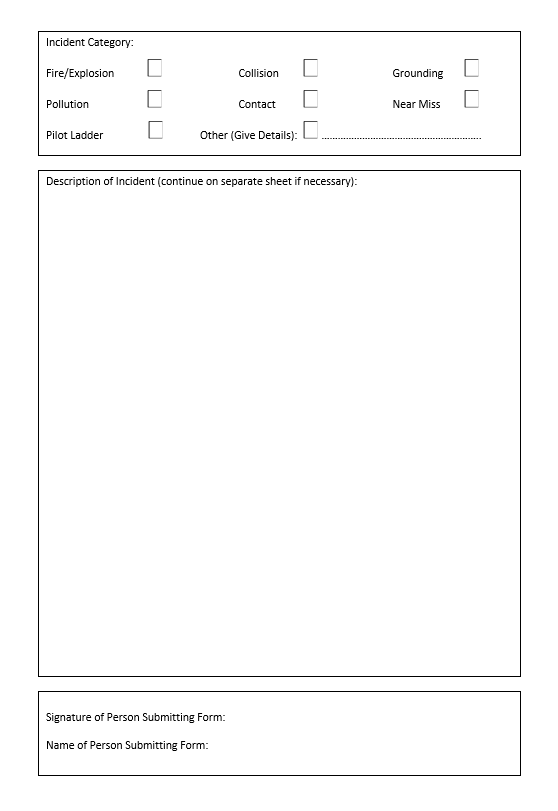 Incident Category:
Fire/Explosion Collision Grounding
Pollution Contact Near Miss
Pilot Ladder Other (Give Details): ............................................................
Description of Incident (continue on separate sheet if necessary):
Signature of Person Submitting Form:
Name of Person Submitting Form: